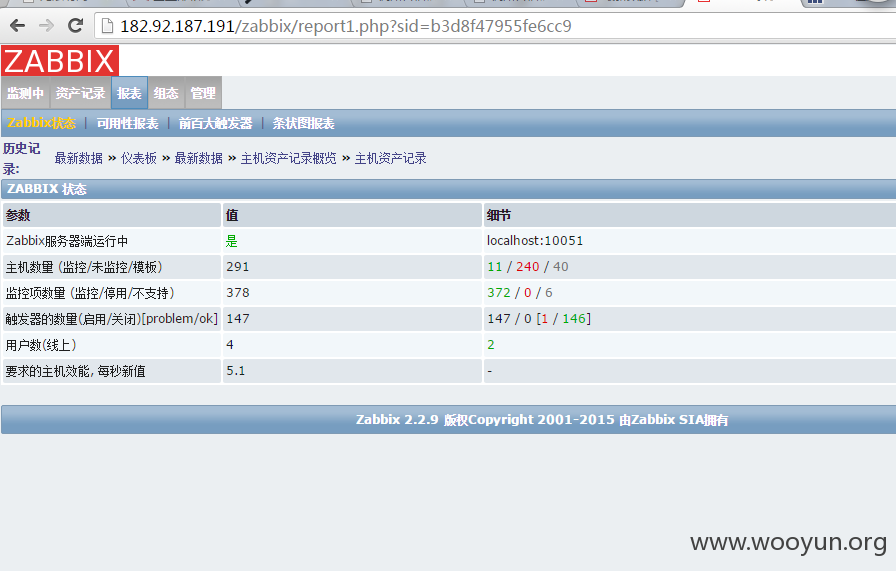 182.92.187.191/zabbix/report1.php?sid=b3d8f47955fe6cc9
ZABBIX
监测中 资产记录 报表 组态 管理
Zabbix状态 | 可用性报表 | 前百大触发器 | 条状图报表
历史记录: 最新数据 » 仪表板 » 最新数据 » 主机资产记录概览 » 主机资产记录
ZABBIX 状态
参数 值 细节
Zabbix服务器端运行中 是 localhost:10051
主机数量 (监控/未监控/模板) 291 11 / 240 / 40
监控项数量 (监控/停用/不支持) 378 372 / 0 / 6
触发器的数量(启用/关闭)[problem/ok] 147 147 / 0 [1 / 146]
用户数(线上) 4 2
要求的主机效能, 每秒新值 5.1 -
Zabbix 2.2.9 版权Copyright 2001-2015 由Zabbix SIA拥有
www.wooyun.org